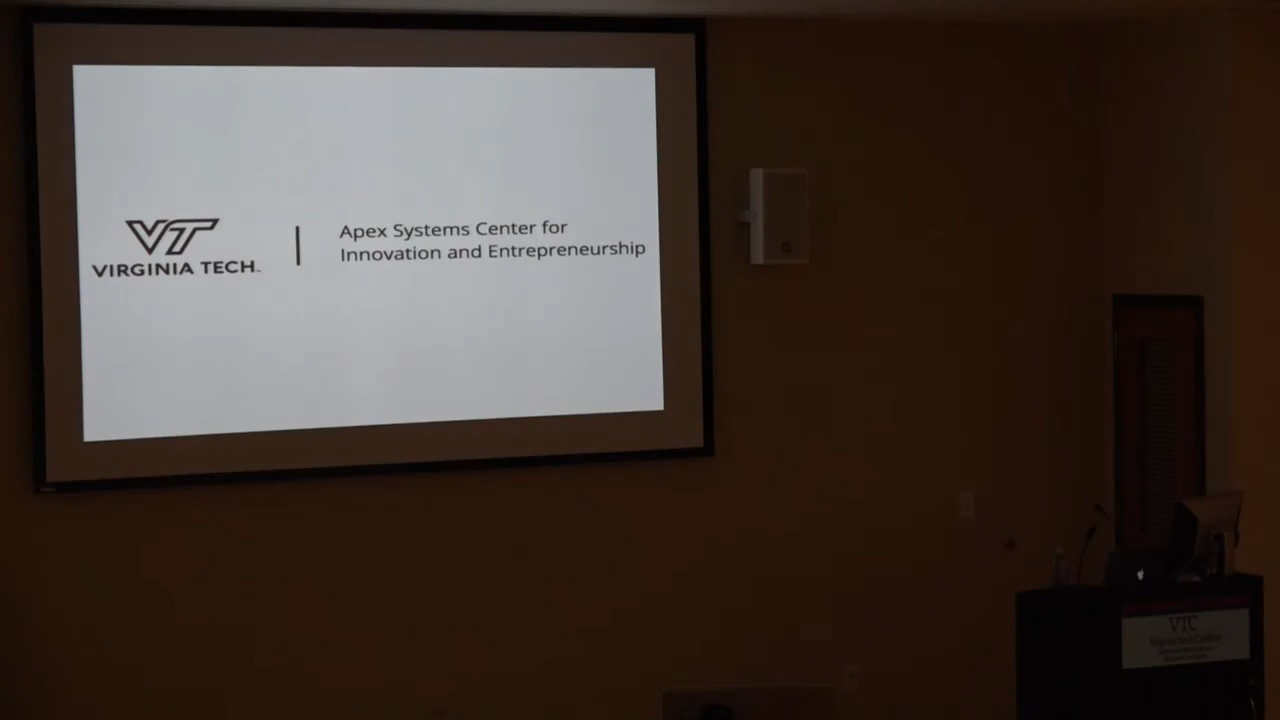 VT
VIRGINIA TECH
Apex Systems Center for
Innovation and Entrepreneurship
VTC